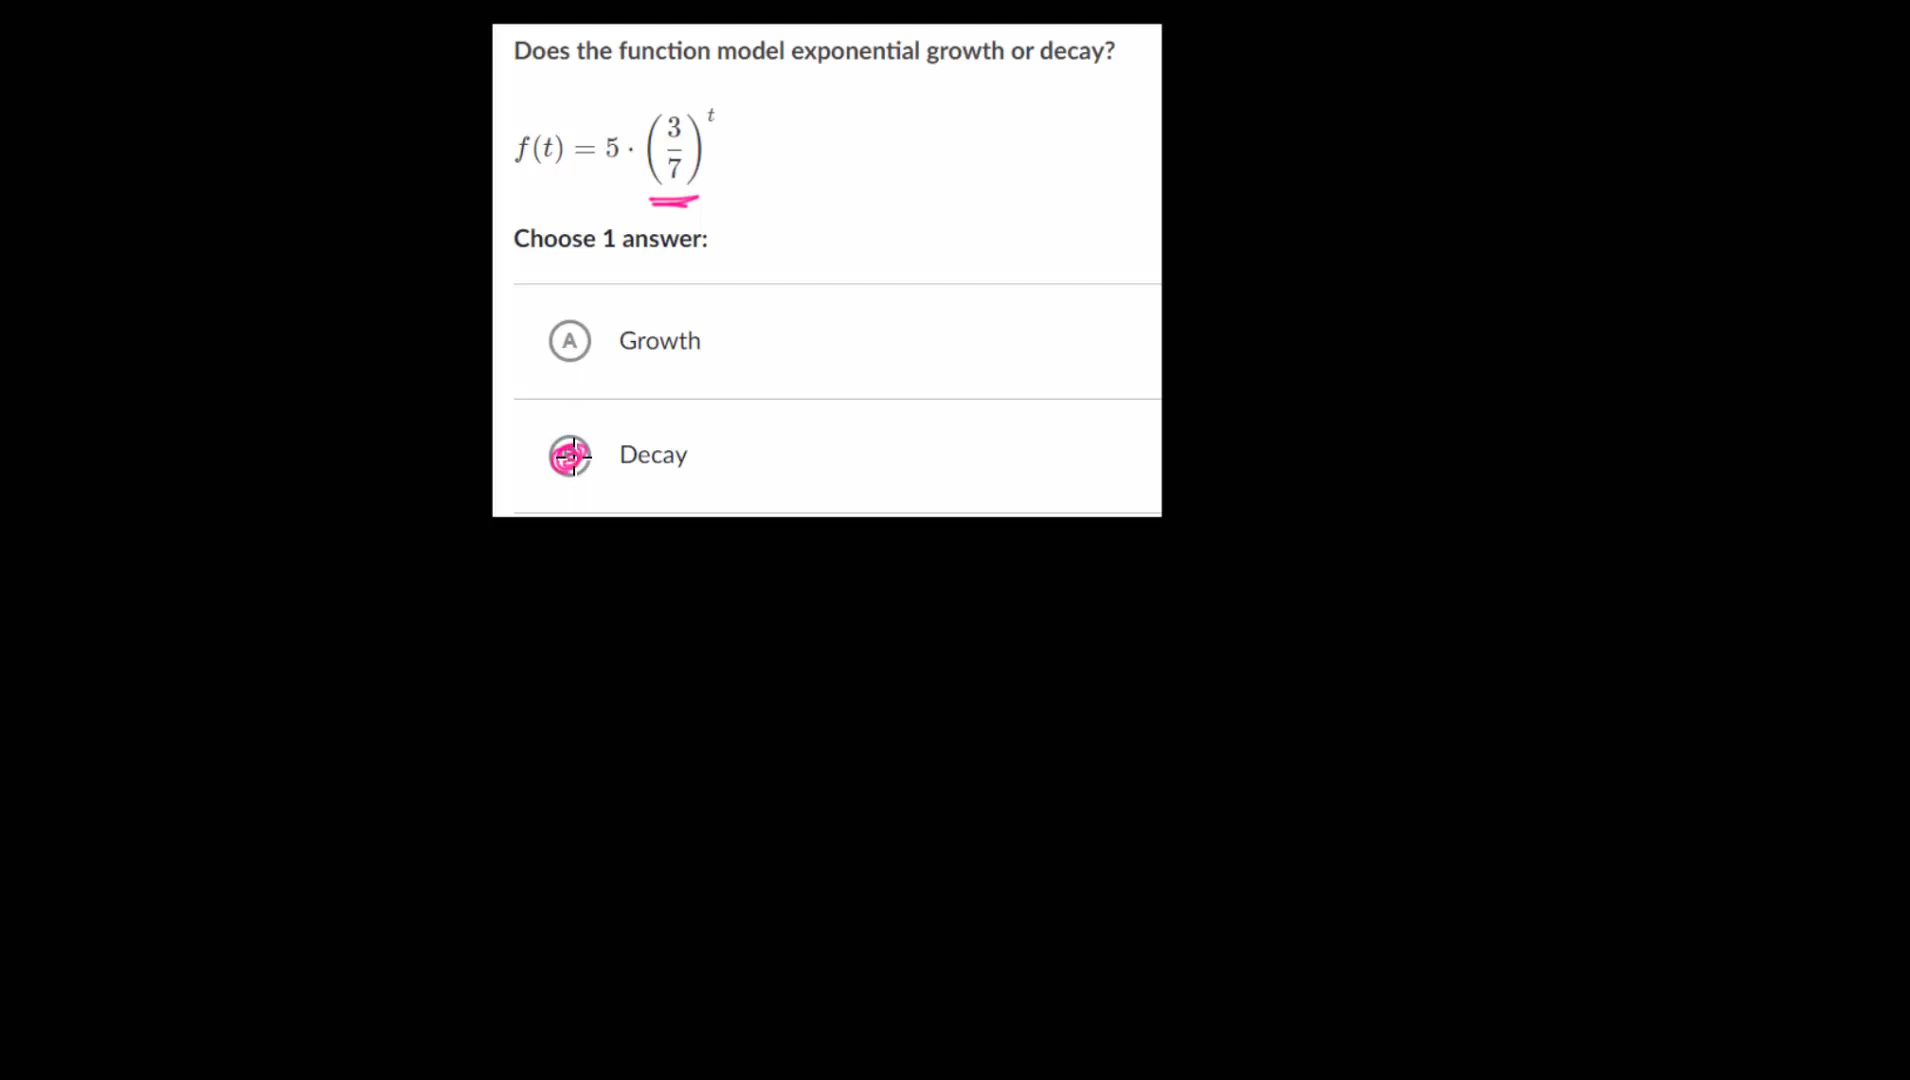 Does the function model exponential growth or decay?
f(t) = 5 · (3/7)^t
Choose 1 answer:
A Growth
Decay